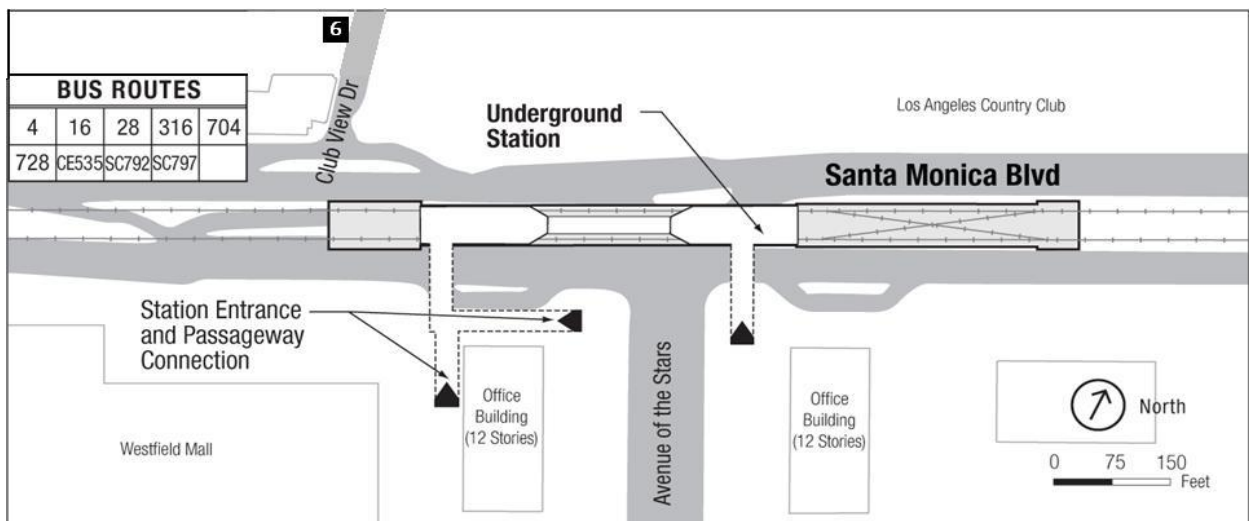 6
BUS ROUTES
4 16 28 316 704
728 CE535 SC792 SC797
Club View Dr
Underground
Station
Los Angeles Country Club
Santa Monica Blvd
Station Entrance
and Passageway
Connection
Westfield Mall
Office
Building
(12 Stories)
Avenue of the Stars
Office
Building
(12 Stories)
North
0 75 150
Feet